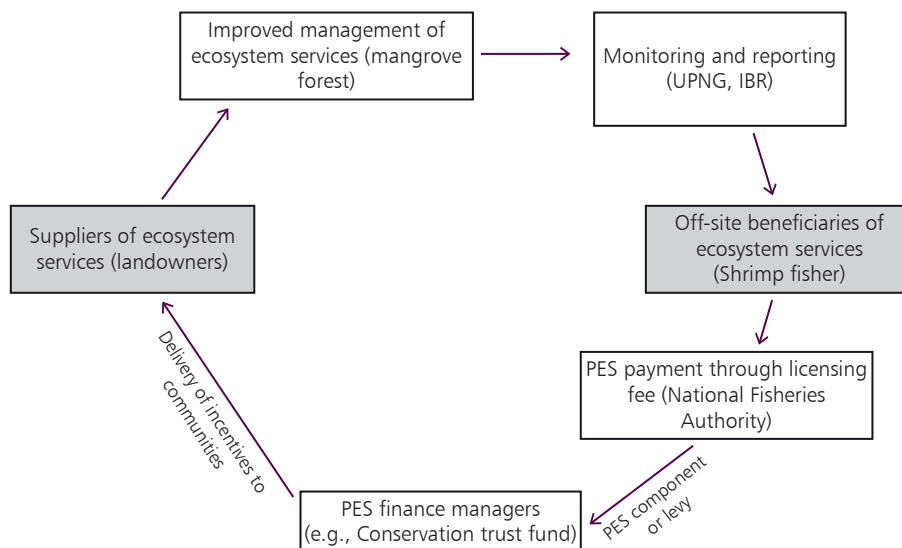 Improved management of
ecosystem services (mangrove
forest)
Monitoring and reporting
(UPNG, IBR)
Suppliers of ecosystem
services (landowners)
Off-site beneficiaries of
ecosystem services
(Shrimp fisher)
PES payment through licensing
fee (National Fisheries
Authority)
Delivery of incentives to
communities
PES component
or levy
PES finance managers
(e.g., Conservation trust fund)